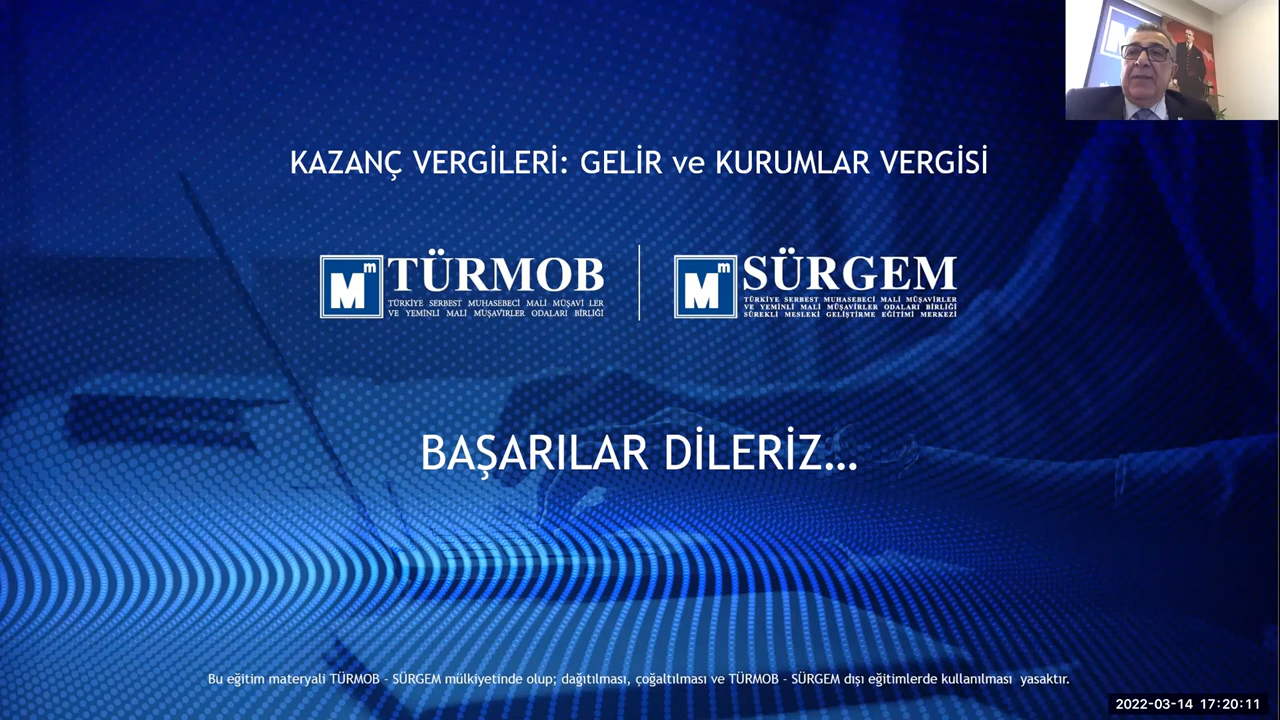 KAZANÇ VERGİLERİ: GELİR ve KURUMLAR VERGİSİ
Mm TÜRMOB
TÜRKİYE SERBEST MUHASEBECİ MALİ MÜŞAVİ LER
VE YEMİNLİ MALİ MÜŞAVİRLER ODALARI BİRLİĞİ
Mm SÜRGEM
TÜRKİYE SERBEST MUHASEBECİ MALİ MÜŞAVİRLER
VE YEMİNLİ MALİ MÜŞAVİRLER ODALARI BİRLİĞİ
SÜREKLİ MESLEKİ GELİŞTİRME EĞİTİMİ MERKEZİ
BAŞARILAR DİLERİZ...
Bu eğitim materyali TÜRMOB - SÜRGEM mülkiyetinde olup; dağıtılması, çoğaltılması ve TÜRMOB - SÜRGEM dışı eğitimlerde kullanılması yasaktır.
2022-03-14 17:20:11